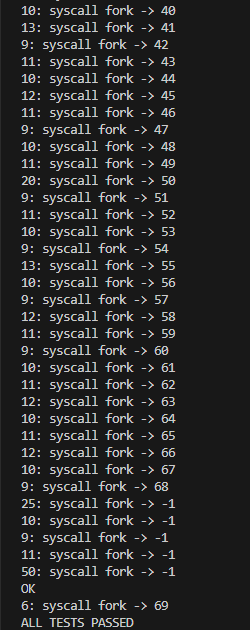 10: syscall fork -> 40
13: syscall fork -> 41
9: syscall fork -> 42
11: syscall fork -> 43
10: syscall fork -> 44
12: syscall fork -> 45
11: syscall fork -> 46
9: syscall fork -> 47
10: syscall fork -> 48
11: syscall fork -> 49
20: syscall fork -> 50
9: syscall fork -> 51
11: syscall fork -> 52
10: syscall fork -> 53
9: syscall fork -> 54
13: syscall fork -> 55
10: syscall fork -> 56
9: syscall fork -> 57
12: syscall fork -> 58
11: syscall fork -> 59
9: syscall fork -> 60
10: syscall fork -> 61
11: syscall fork -> 62
12: syscall fork -> 63
10: syscall fork -> 64
11: syscall fork -> 65
12: syscall fork -> 66
10: syscall fork -> 67
9: syscall fork -> 68
25: syscall fork -> -1
10: syscall fork -> -1
9: syscall fork -> -1
11: syscall fork -> -1
50: syscall fork -> -1
OK
6: syscall fork -> 69
ALL TESTS PASSED